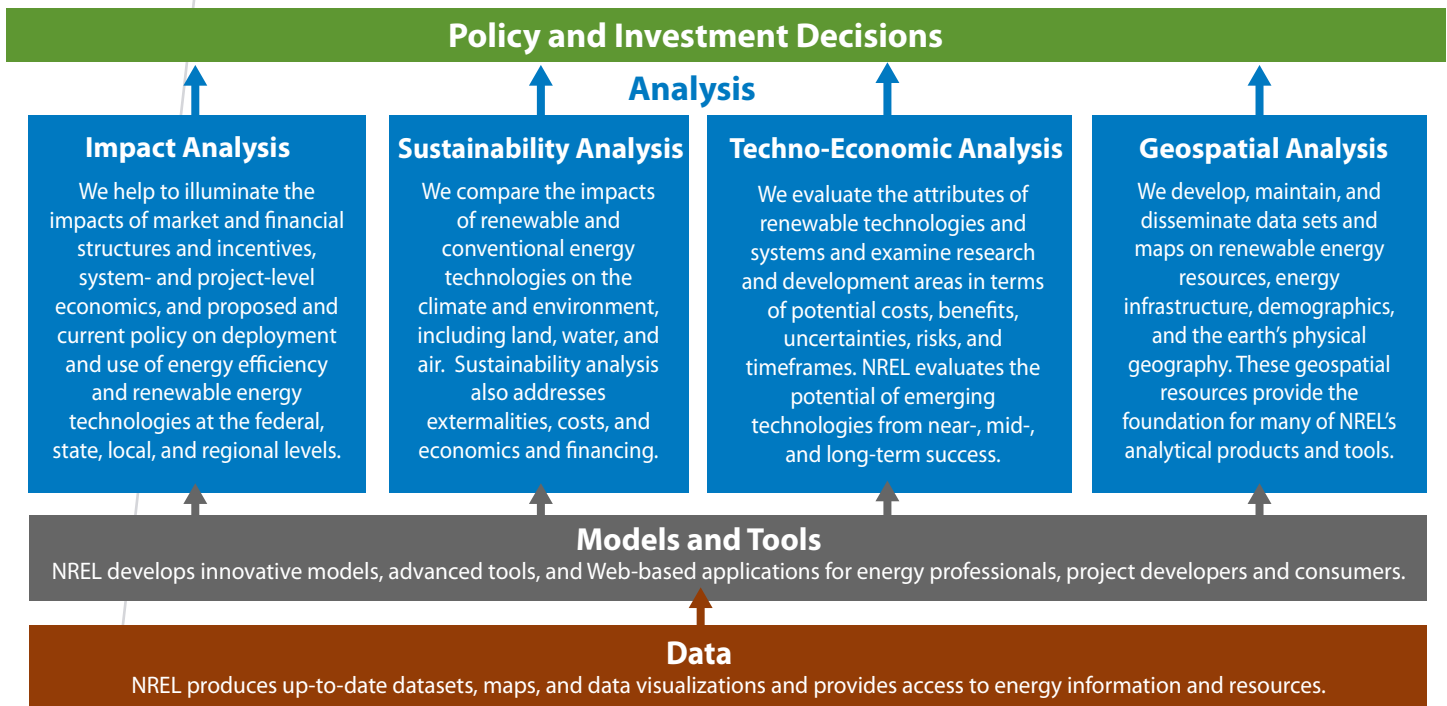 Policy and Investment Decisions
Analysis
Impact Analysis
We help to illuminate the
impacts of market and financial
structures and incentives,
system- and project-level
economics, and proposed and
current policy on deployment
and use of energy efficiency
and renewable energy
technologies at the federal,
state, local, and regional levels.
Sustainability Analysis
We compare the impacts
of renewable and
conventional energy
technologies on the
climate and environment,
including land, water, and
air.  Sustainability analysis
also addresses
extermalities, costs, and
economics and financing.
Techno-Economic Analysis
We evaluate the attributes of
renewable technologies and
systems and examine research
and development areas in terms
of potential costs, benefits,
uncertainties, risks, and
timeframes. NREL evaluates the
potential of emerging
technologies from near-, mid-,
and long-term success.
Geospatial Analysis
We develop, maintain, and
disseminate data sets and
maps on renewable energy
resources, energy
infrastructure, demographics,
and the earth’s physical
geography. These geospatial
resources provide the
foundation for many of NREL’s
analytical products and tools.
Models and Tools
NREL develops innovative models, advanced tools, and Web-based applications for energy professionals, project developers and consumers.
Data
NREL produces up-to-date datasets, maps, and data visualizations and provides access to energy information and resources.